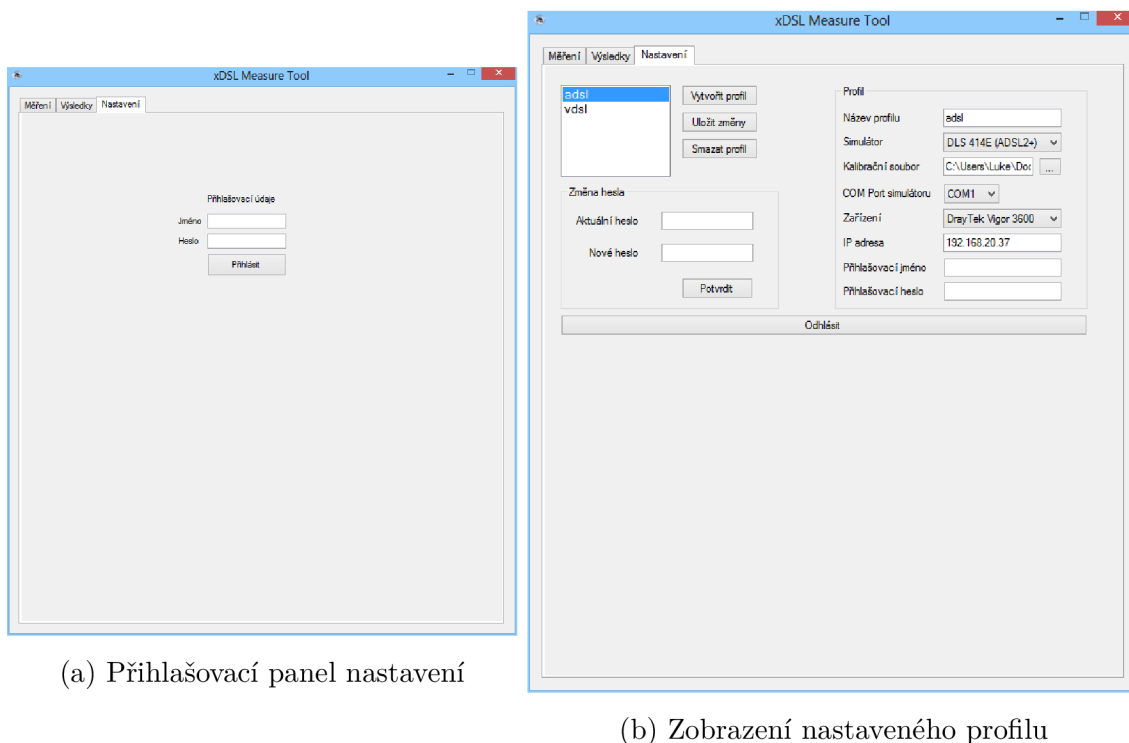 xDSL Measure Tool
Měření Výsledky Nastavení
Přihlašovací údaje
Jméno
Heslo
Přihlásit
(a) Přihlašovací panel nastavení
xDSL Measure Tool
Měření Výsledky Nastavení
adsl
vdsl
Vytvořit profil
Uložit změny
Smazat profil
Změna hesla
Aktuální heslo
Nové heslo
Potvrdit
Profil
Název profilu adsl
Simulátor DLS 414E (ADSL2+)
Kalibrační soubor C:\Users\Luke\Doc ...
COM Port simulátoru COM1
Zařízení DrayTek Vigor 3600
IP adresa 192.168.20.37
Přihlašovací jméno
Přihlašovací heslo
Odhlásit
(b) Zobrazení nastaveného profilu